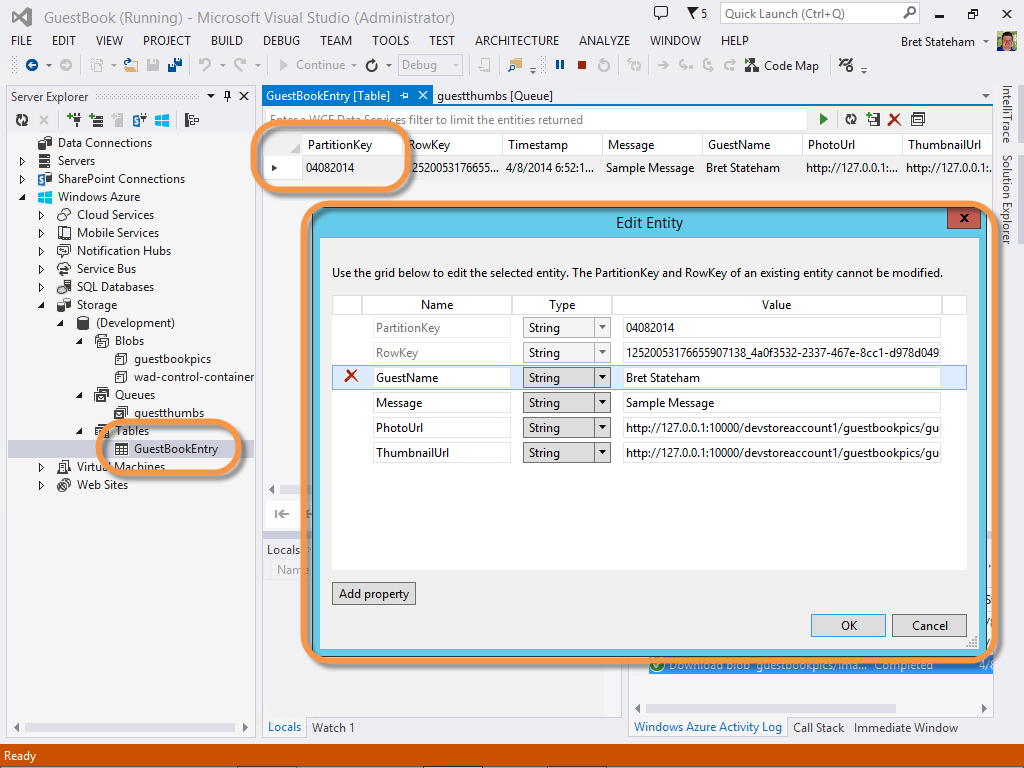 GuestBook (Running) - Microsoft Visual Studio (Administrator)
5
Quick Launch (Ctrl+Q)
FILE EDIT VIEW PROJECT BUILD DEBUG TEAM TOOLS TEST ARCHITECTURE ANALYZE WINDOW HELP
Bret Stateham
Continue
Debug
Code Map
Server Explorer
Data Connections
Servers
SharePoint Connections
Windows Azure
Cloud Services
Mobile Services
Notification Hubs
Service Bus
SQL Databases
Storage
(Development)
Blobs
guestbookpics
wad-control-container
Queues
guestthumbs
Tables
GuestBookEntry
Virtual Machines
Web Sites
GuestBookEntry [Table]
guestthumbs [Queue]
Enter a WCF Data Services filter to limit the entities returned
PartitionKey RowKey Timestamp Message GuestName PhotoUrl ThumbnailUrl
04082014 12520053176655... 4/8/2014 6:52:1... Sample Message Bret Stateham http://127.0.0.1:... http://127.0.0.1:
IntelliTrace
Solution Explorer
Edit Entity
x
Use the grid below to edit the selected entity. The PartitionKey and RowKey of an existing entity cannot be modified.
Name Type Value
PartitionKey String 04082014
RowKey String 12520053176655907138_4a0f3532-2337-467e-8cc1-d978d049
GuestName String Bret Stateham
Message String Sample Message
PhotoUrl String http://127.0.0.1:10000/devstoreaccount1/guestbookpics/gu
ThumbnailUrl String http://127.0.0.1:10000/devstoreaccount1/guestbookpics/gu
Add property
OK Cancel
Locals
Name
Download blob 'guestbookpics/ima... Completed 4/8
Locals Watch 1
Windows Azure Activity Log Call Stack Immediate Window
Ready